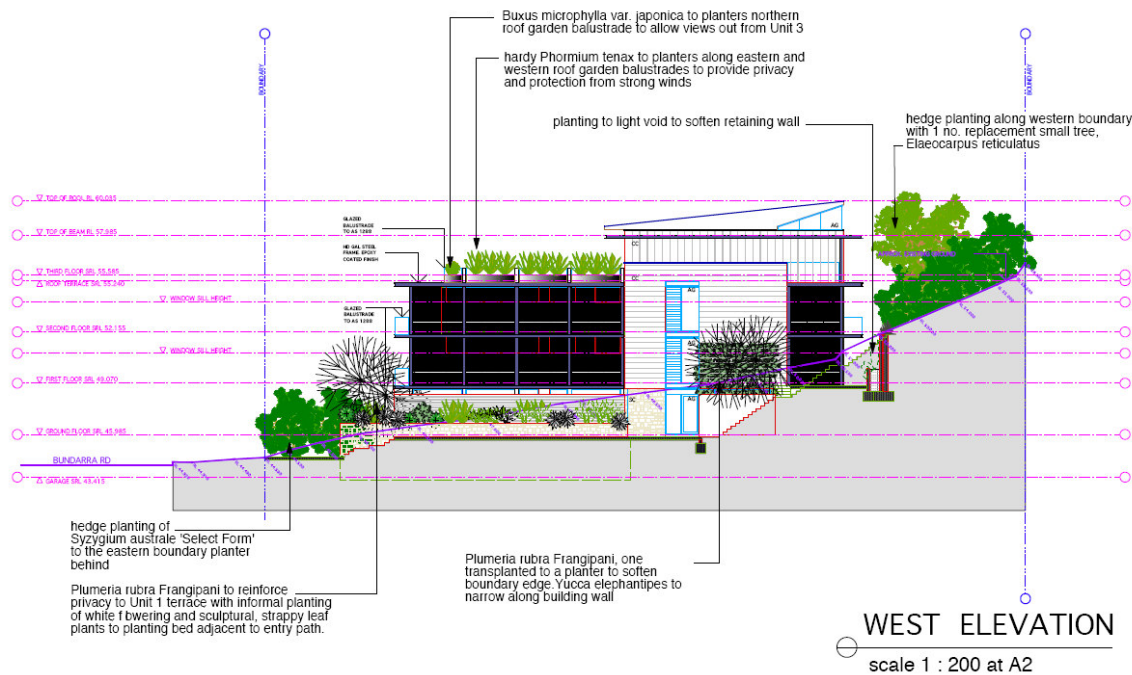 Buxus microphylla var. japonica to planters northern
roof garden balustrade to allow views out from Unit 3
hardy Phormium tenax to planters along eastern and
western roof garden balustrades to provide privacy
and protection from strong winds
planting to light void to soften retaining wall
hedge planting along western boundary
with 1 no. replacement small tree,
Elaeocarpus reticulatus
BOUNDARY
BOUNDARY
TOP OF ROOL RL 60.035
TOP OF BEAM RL 57.985
THIRD FLOOR SRL 55.585
ROOF TERRACE SRL 55.240
WINDOW SILL HEIGHT
SECOND FLOOR SRL 52.155
WINDOW SILL HEIGHT
FIRST FLOOR SRL 49.070
GROUND FLOOR SRL 45.985
BUNDARRA RD
GARAGE SRL 43.415
GLAZED
BALUSTRADE
TO AS 1288
FRAME, EPOXY
COATED FINISH
GLAZED
BALUSTRADE
TO AS 1288
CC
CC
AG
AG
AG
AG
hedge planting of
Syzygium australe 'Select Form'
to the eastern boundary planter
behind
Plumeria rubra Frangipani to reinforce
privacy to Unit 1 terrace with informal planting
of white flowering and sculptural, strappy leaf
plants to planting bed adjacent to entry path.
Plumeria rubra Frangipani, one
transplanted to a planter to soften
boundary edge.Yucca elephantipes to
narrow along building wall
WEST ELEVATION
scale 1 : 200 at A2